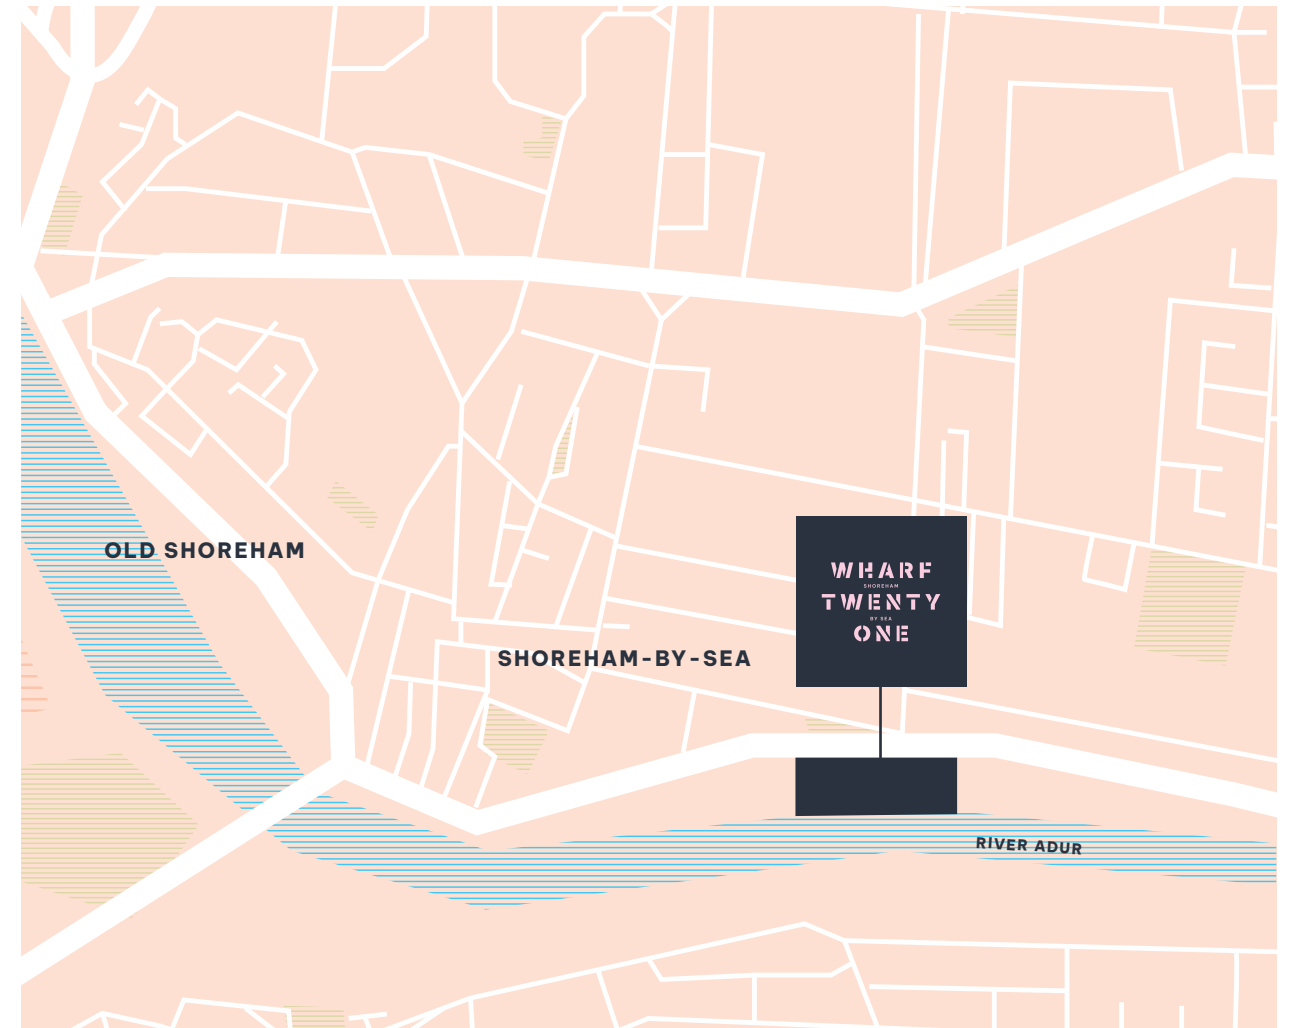 OLD SHOREHAM
WHARF
SHOREHAM
TWENTY
BY SEA
ONE
SHOREHAM-BY-SEA
RIVER ADUR